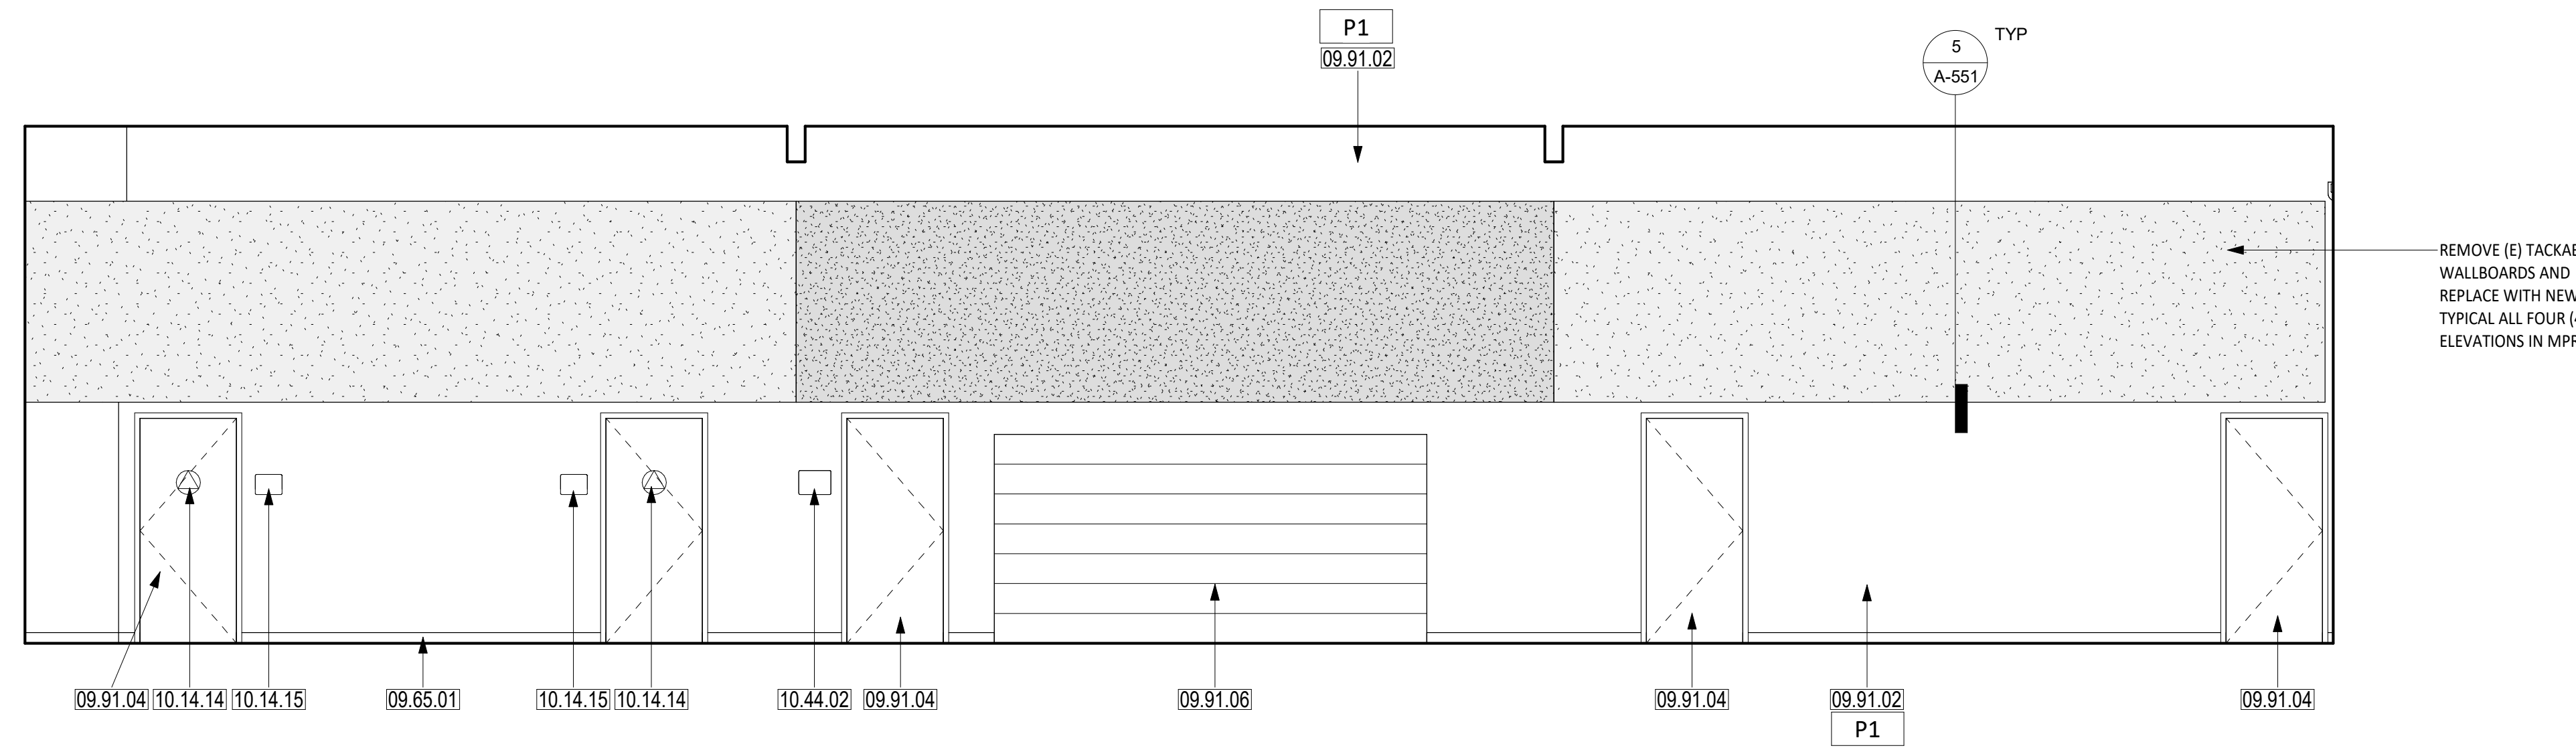 P1
09.91.02
5
TYP
A-551
REMOVE (E)
WALLBOARDS AND
REPLACE WITH NEW
TYPICAL ALL FOUR
ELEVATIONS IN MPR
09.91.04 10.14.14 10.14.15 09.65.01 10.14.15 10.14.14 10.44.02 09.91.04 09.91.06 09.91.04 09.91.02 09.91.04
P1